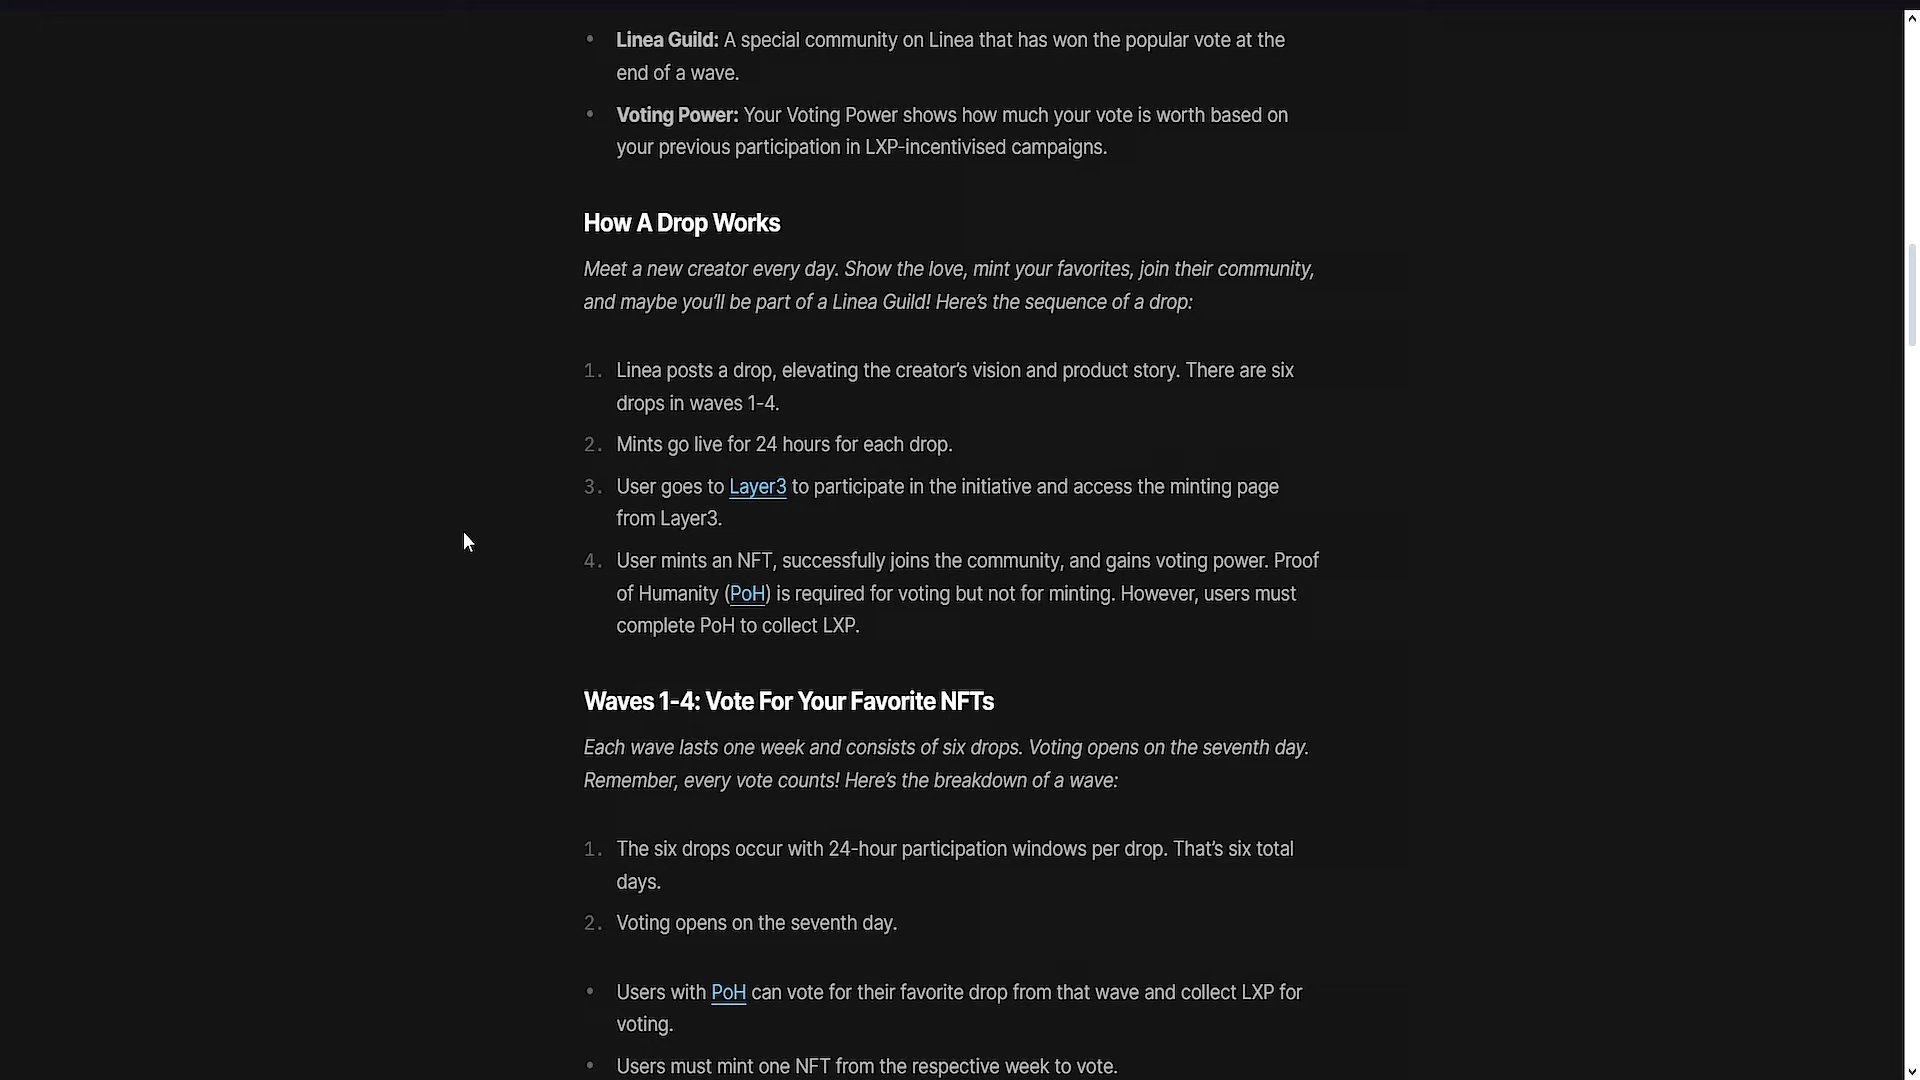 • Linea Guild: A special community on Linea that has won the popular vote at the
end of a wave.
• Voting Power: Your Voting Power shows how much your vote is worth based on
your previous participation in LXP-incentivised campaigns.
How A Drop Works
Meet a new creator every day. Show the love, mint your favorites, join their community,
and maybe you’ll be part of a Linea Guild! Here’s the sequence of a drop:
1. Linea posts a drop, elevating the creator’s vision and product story. There are six
drops in waves 1-4.
2. Mints go live for 24 hours for each drop.
3. User goes to Layer3 to participate in the initiative and access the minting page
from Layer3.
4. User mints an NFT, successfully joins the community, and gains voting power. Proof
of Humanity (PoH) is required for voting but not for minting. However, users must
complete PoH to collect LXP.
Waves 1-4: Vote For Your Favorite NFTs
Each wave lasts one week and consists of six drops. Voting opens on the seventh day.
Remember, every vote counts! Here’s the breakdown of a wave:
1. The six drops occur with 24-hour participation windows per drop. That’s six total
days.
2. Voting opens on the seventh day.
• Users with PoH can vote for their favorite drop from that wave and collect LXP for
voting.
• Users must mint one NFT from the respective week to vote.